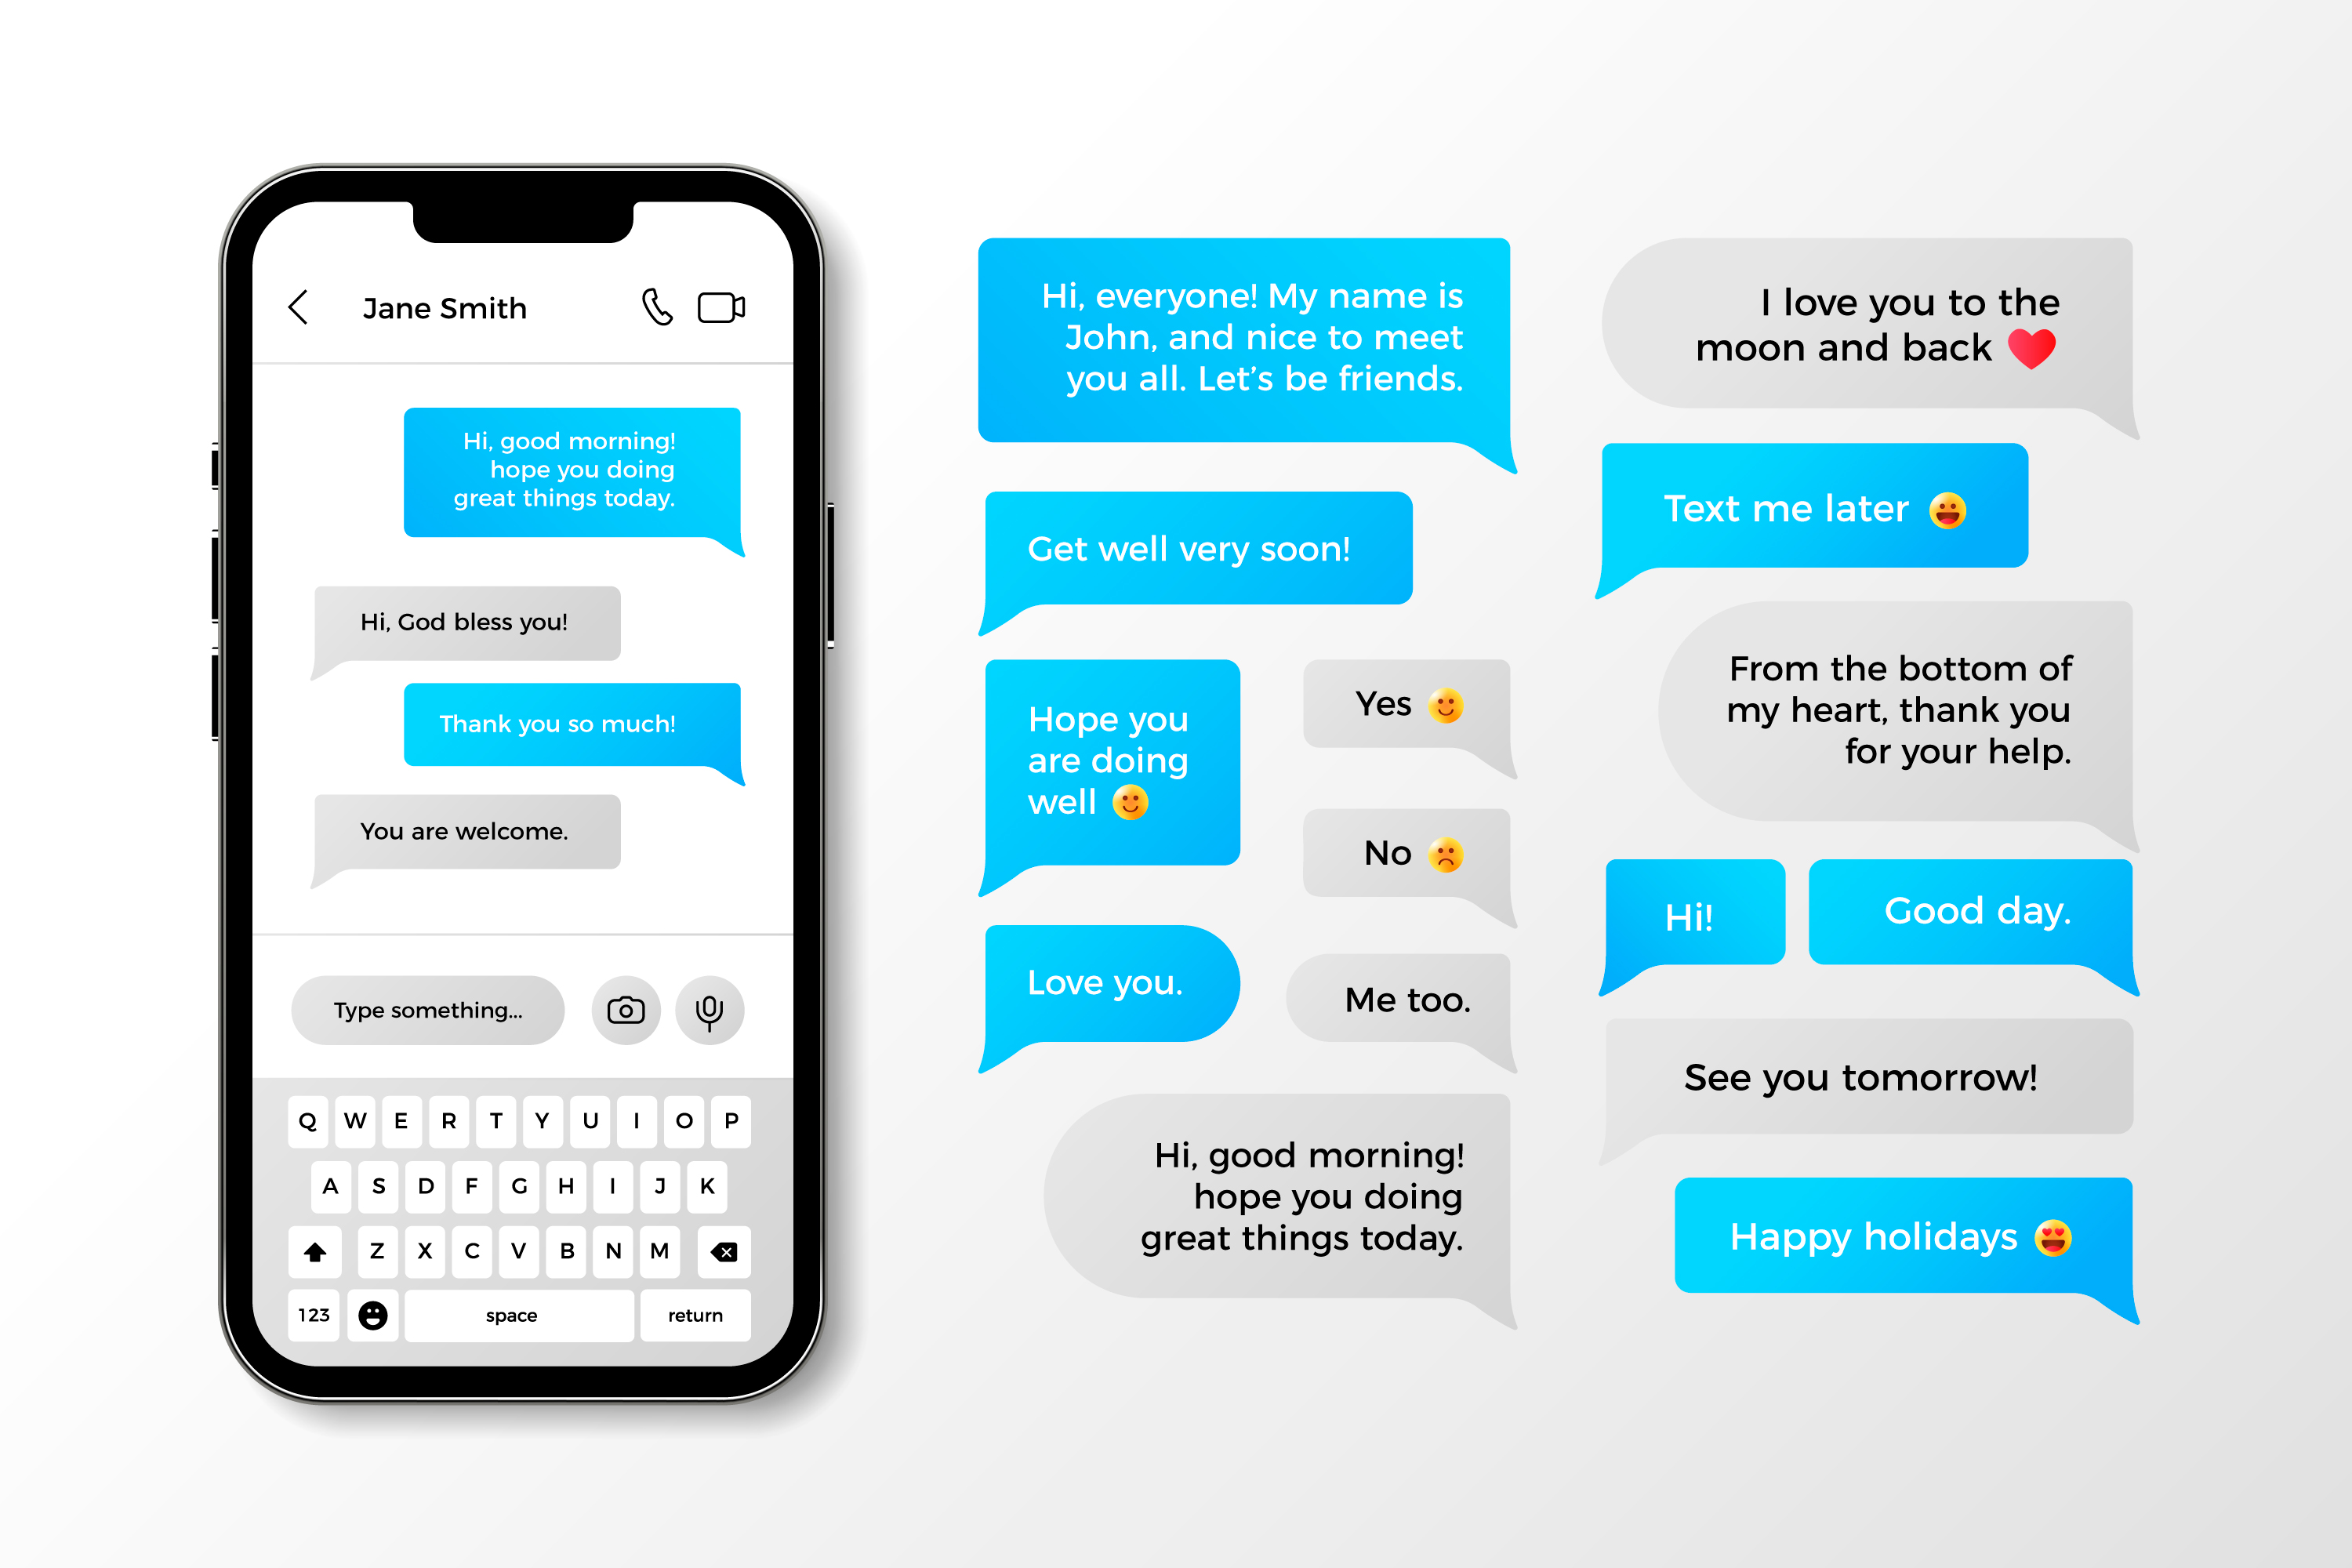 Jane Smith
Hi, good morning!
hope you doing
great things today.
Hi, God bless you!
Thank you so much!
You are welcome.
Type something...
Q W E R T Y U I O P
A S D F G H I J K
Z X C V B N M
123 space return
Hi, everyone! My name is
John, and nice to meet
you all. Let’s be friends.
Get well very soon!
Hope you
are doing
well 🙂
Yes 🙂
No ☹️
Love you.
Me too.
Hi, good morning!
hope you doing
great things today.
I love you to the
moon and back ❤️
Text me later 😃
From the bottom of
my heart, thank you
for your help.
Hi!
Good day.
See you tomorrow!
Happy holidays 😍